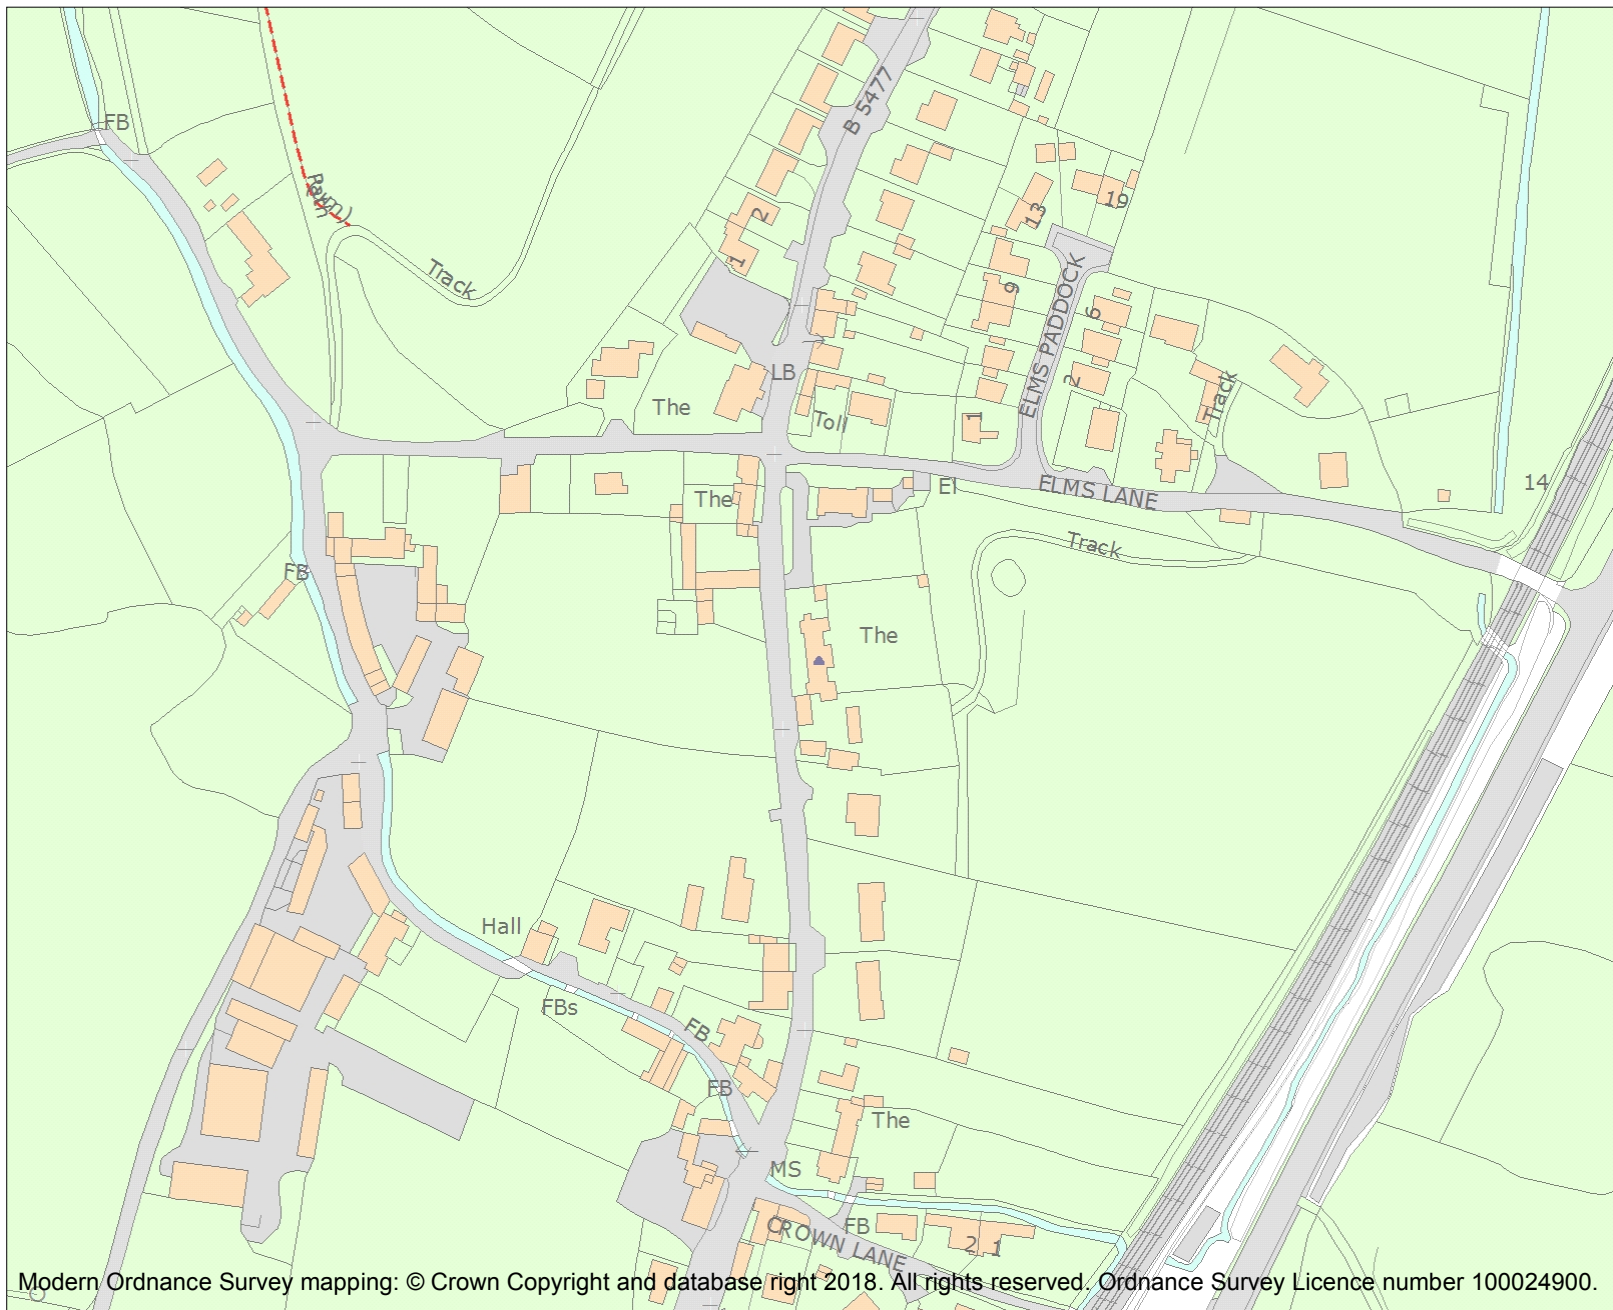 FB
B 5477
Path
(um)
19
13
2
1
Track
ELMS PADDOCK
9
6
LB
2
Track
The
Toll
1
The
El
ELMS LANE
14
Track
FB
The
Hall
FBs
FB
FB
The
MS
FB
CROWN LANE
2
1
Modern Ordnance Survey mapping: © Crown Copyright and database right 2018. All rights reserved. Ordnance Survey Licence number 100024900.